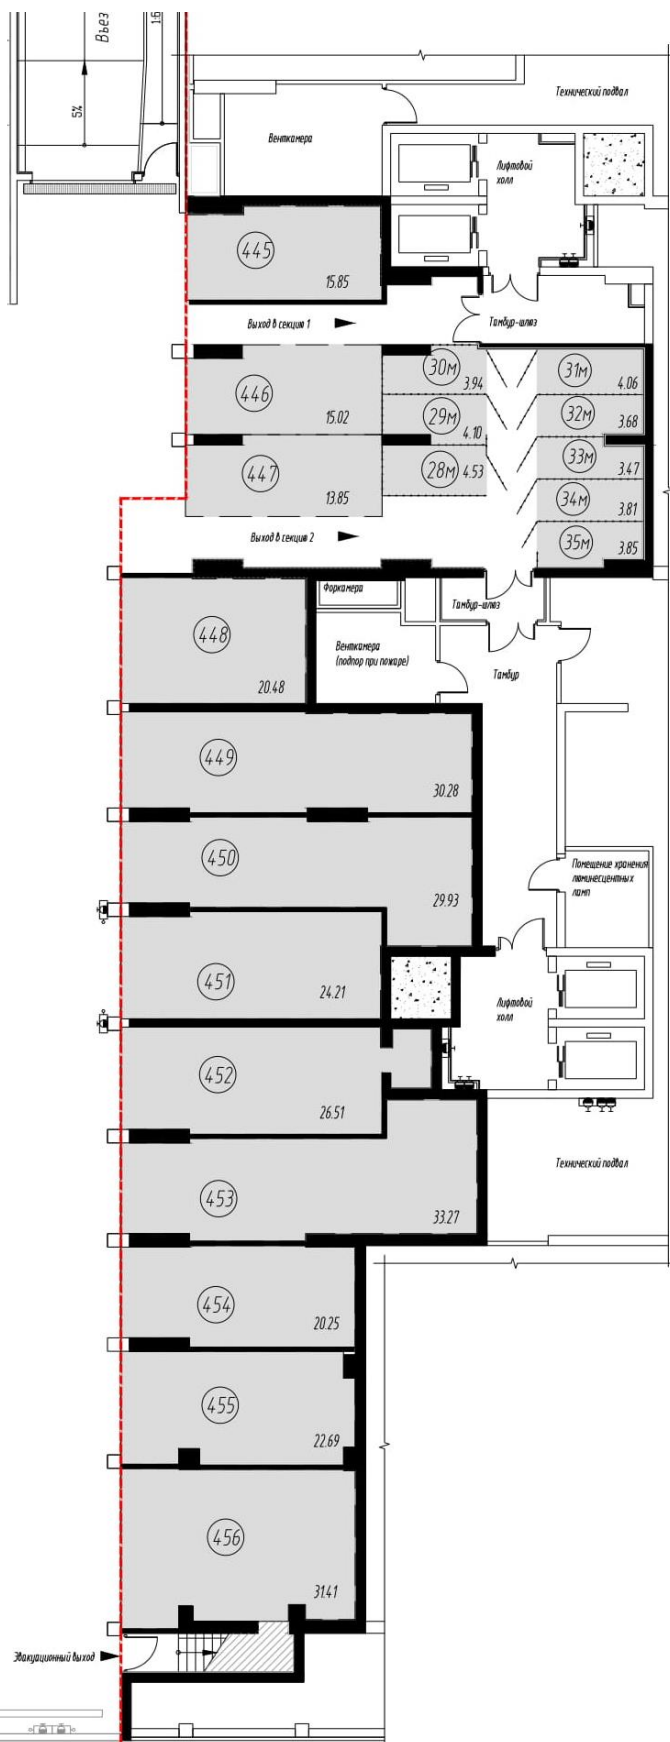 Въез
5%
Технический подвал
Венткамера
Лифтовой
холл
445
15.85
Выход в секцию 1
Тамбур-шлюз
30м
3.94
31м
4.06
446
15.02
29м
4.10
32м
3.68
447
13.85
28м
4.53
33м
3.47
34м
3.81
Выход в секцию 2
35м
3.85
Форкамера
Тамбур-шлюз
448
20.48
Венткамера
(подпор при пожаре)
Тамбур
449
30.28
450
29.93
Помещение хранения
люминесцентных
ламп
451
24.21
Лифтовой
холл
452
26.51
Технический подвал
453
33.27
454
20.25
455
22.69
456
31.41
Эвакуационный выход